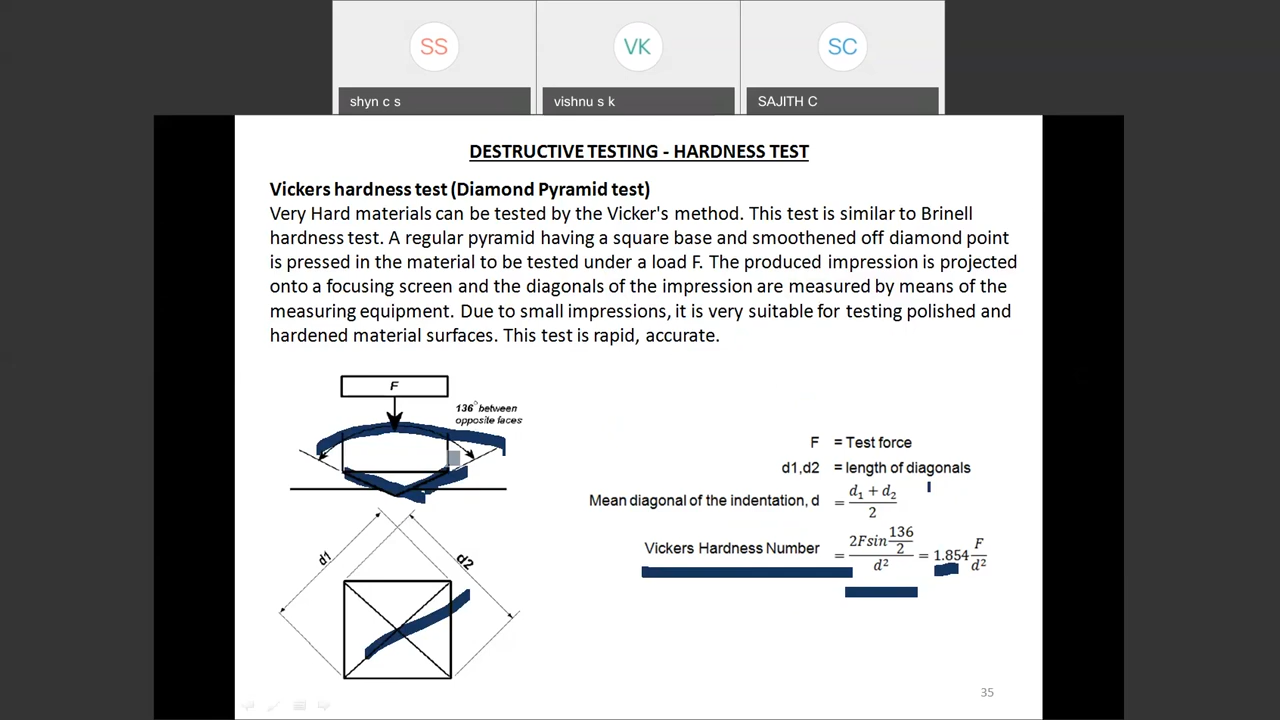 SS
VK
SC
shyn c s
vishnu s k
SAJITH C
DESTRUCTIVE TESTING - HARDNESS TEST
Vickers hardness test (Diamond Pyramid test)
Very Hard materials can be tested by the Vicker's method. This test is similar to Brinell
hardness test. A regular pyramid having a square base and smoothened off diamond point
is pressed in the material to be tested under a load F. The produced impression is projected
onto a focusing screen and the diagonals of the impression are measured by means of the
measuring equipment. Due to small impressions, it is very suitable for testing polished and
hardened material surfaces. This test is rapid, accurate.
F
136° between
opposite faces
d1
d2
F = Test force
d1,d2 = length of diagonals
Mean diagonal of the indentation, d = (d₁ + d₂)/2
Vickers Hardness Number = 2Fsin(136/2)/d² = 1.854 F/d²
35